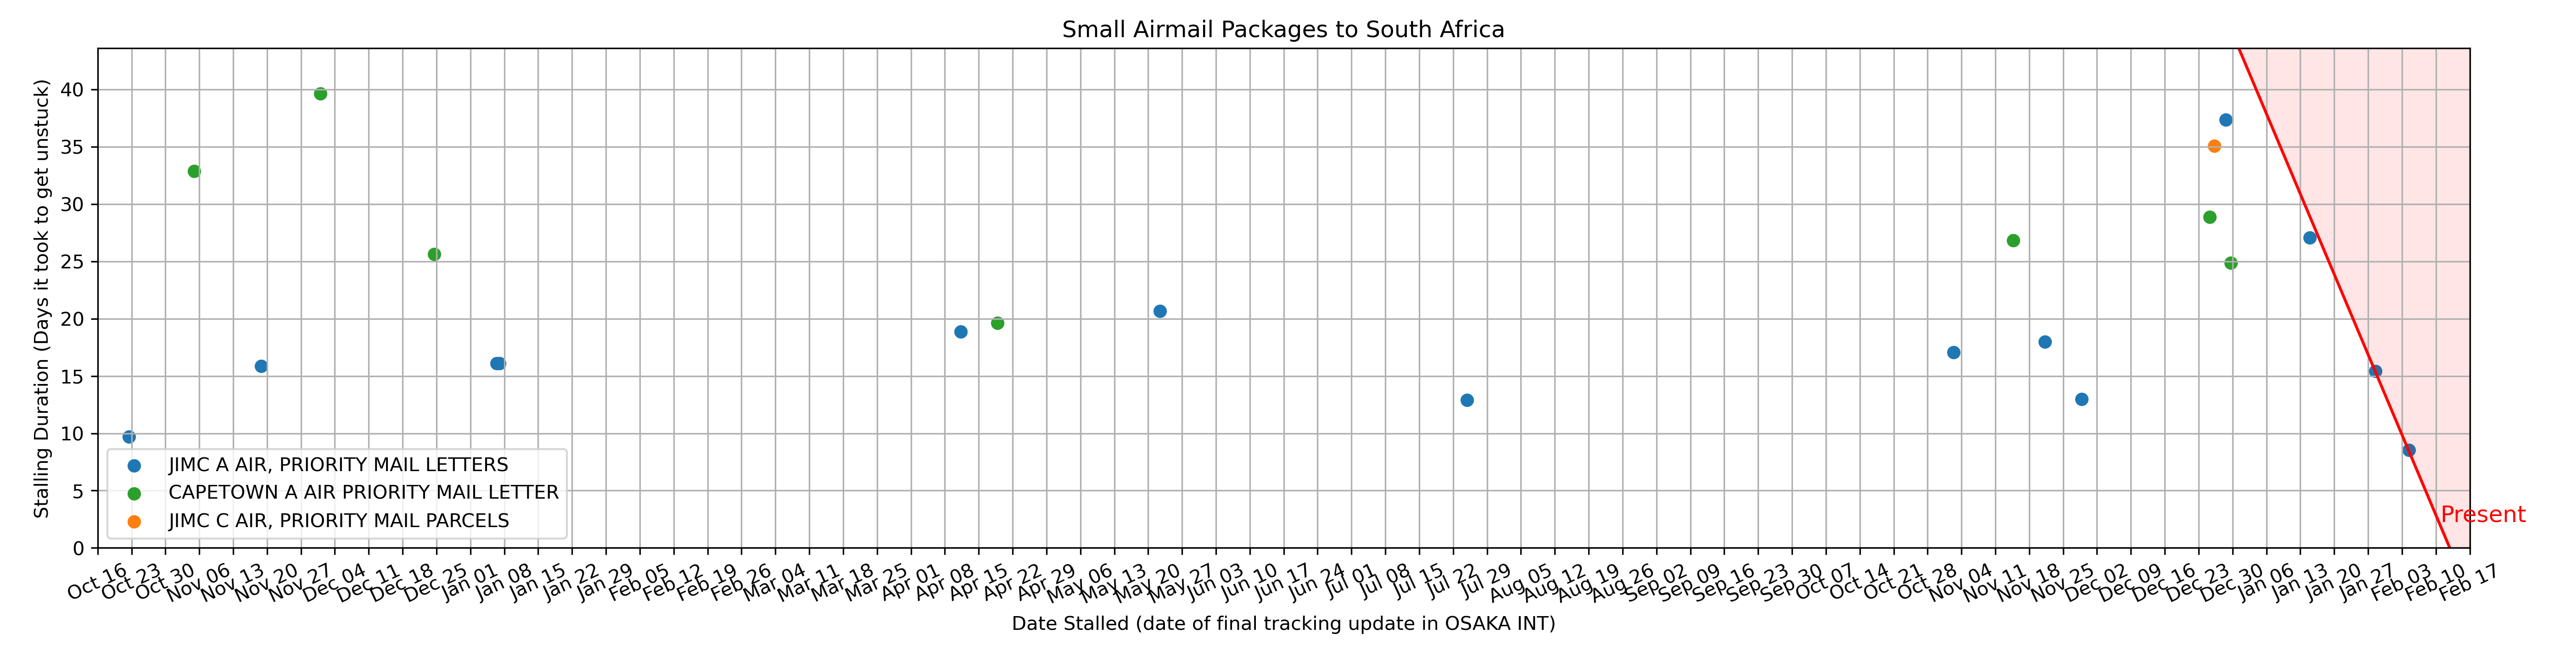 Small Airmail Packages to South Africa
Stalling Duration (Days it took to get unstuck)
40
35
30
25
20
15
10
5
0
JIMC A AIR, PRIORITY MAIL LETTERS
CAPETOWN A AIR PRIORITY MAIL LETTER
JIMC C AIR, PRIORITY MAIL PARCELS
Present
Oct 16
Oct 23
Oct 30
Nov 06
Nov 13
Nov 20
Nov 27
Dec 04
Dec 11
Dec 18
Dec 25
Jan 01
Jan 08
Jan 15
Jan 22
Jan 29
Feb 05
Feb 12
Feb 19
Feb 26
Mar 04
Mar 11
Mar 18
Mar 25
Apr 01
Apr 08
Apr 15
Apr 22
Apr 29
May 06
May 13
May 20
May 27
Jun 03
Jun 10
Jun 17
Jun 24
Jul 01
Jul 08
Jul 15
Jul 22
Jul 29
Aug 05
Aug 12
Aug 19
Aug 26
Sep 02
Sep 09
Sep 16
Sep 23
Sep 30
Oct 07
Oct 14
Oct 21
Oct 28
Nov 04
Nov 11
Nov 18
Nov 25
Dec 02
Dec 09
Dec 16
Dec 23
Dec 30
Jan 06
Jan 13
Jan 20
Jan 27
Feb 03
Feb 10
Feb 17
Date Stalled (date of final tracking update in OSAKA INT)